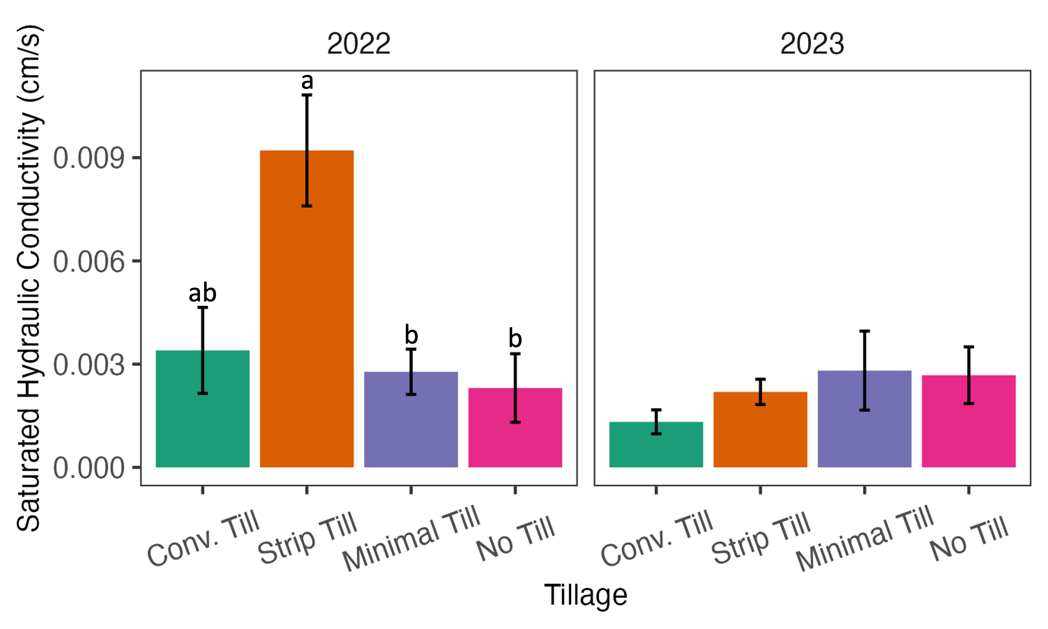 2022
2023
Saturated Hydraulic Conductivity (cm/s)
0.009
0.006
0.003
0.000
ab
a
b
b
Conv. Till
Strip Till
Minimal Till
No Till
Conv. Till
Strip Till
Minimal Till
No Till
Tillage